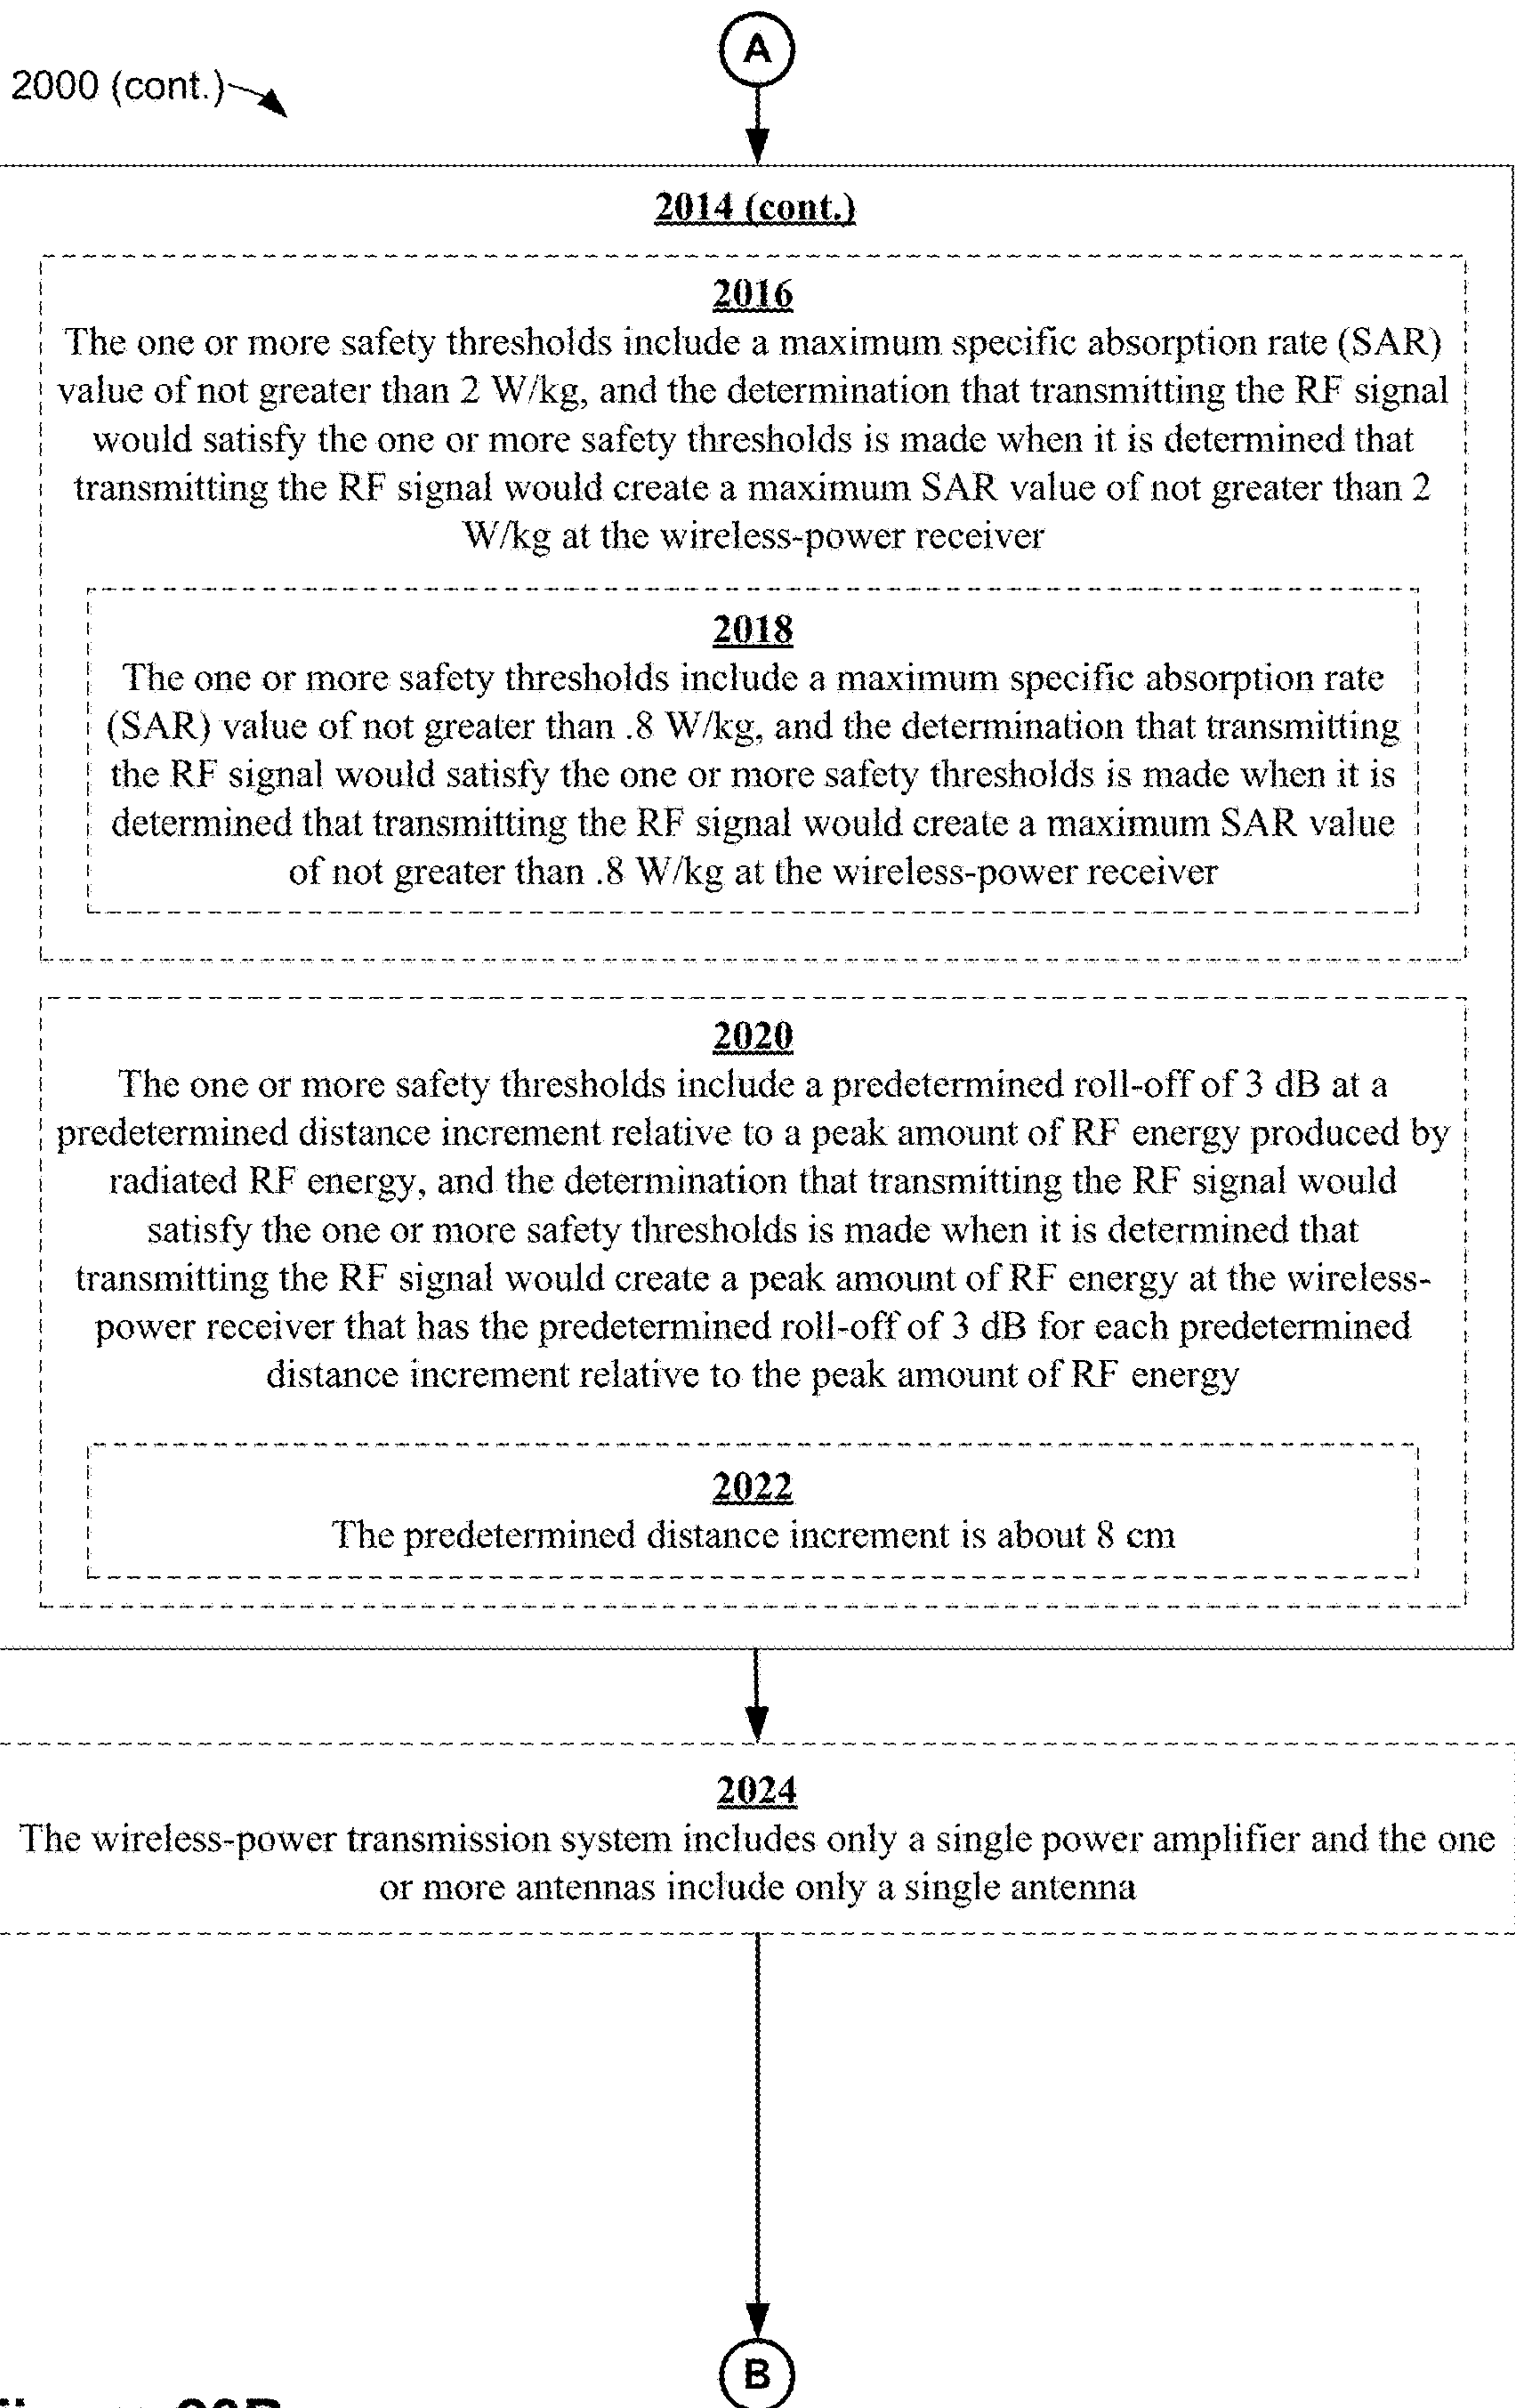 A
2000 (cont.)
2014 (cont.)
2016
The one or more safety thresholds include a maximum specific absorption rate (SAR)
value of not greater than 2 W/kg, and the determination that transmitting the RF signal
would satisfy the one or more safety thresholds is made when it is determined that
transmitting the RF signal would create a maximum SAR value of not greater than 2
W/kg at the wireless-power receiver
2018
The one or more safety thresholds include a maximum specific absorption rate
(SAR) value of not greater than .8 W/kg, and the determination that transmitting
the RF signal would satisfy the one or more safety thresholds is made when it is
determined that transmitting the RF signal would create a maximum SAR value
of not greater than .8 W/kg at the wireless-power receiver
2020
The one or more safety thresholds include a predetermined roll-off of 3 dB at a
predetermined distance increment relative to a peak amount of RF energy produced by
radiated RF energy, and the determination that transmitting the RF signal would
satisfy the one or more safety thresholds is made when it is determined that
transmitting the RF signal would create a peak amount of RF energy at the wireless-
power receiver that has the predetermined roll-off of 3 dB for each predetermined
distance increment relative to the peak amount of RF energy
2022
The predetermined distance increment is about 8 cm
2024
The wireless-power transmission system includes only a single power amplifier and the one
or more antennas include only a single antenna
B